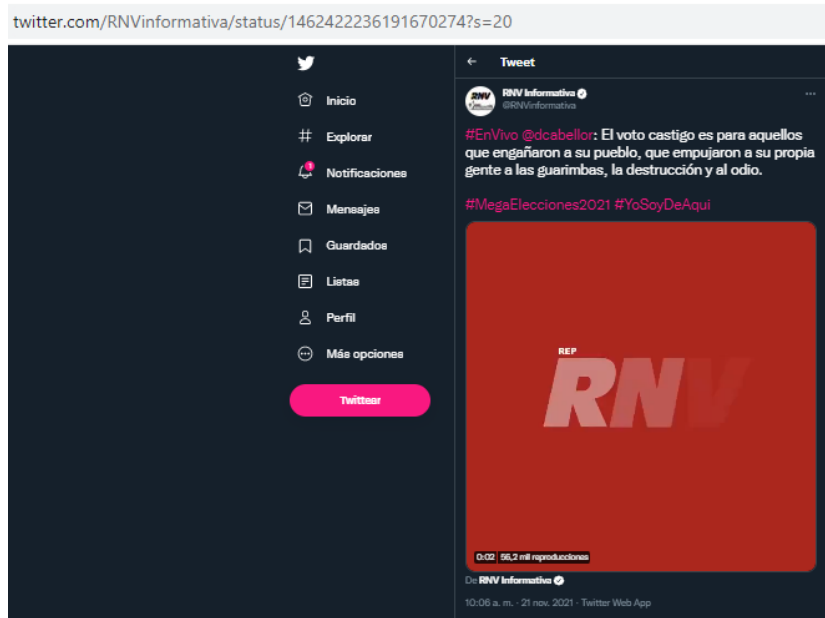 twitter.com/RNVinformativa/status/1462422236191670274?s=20
Inicio
Explorar
1
Notificaciones
Mensajes
Guardados
Listas
Perfil
Más opciones
Twittear
Tweet
RNV
RNV Informativa
@RNVinformativa
#EnVivo @dcabellor: El voto castigo es para aquellos
que engañaron a su pueblo, que empujaron a su propia
gente a las guarimbas, la destrucción y al odio.
#MegaElecciones2021 #YoSoyDeAqui
REP
RNV
0:02 56,2 mil reproducciones
De RNV Informativa
10:06 a. m. · 21 nov. 2021 · Twitter Web App